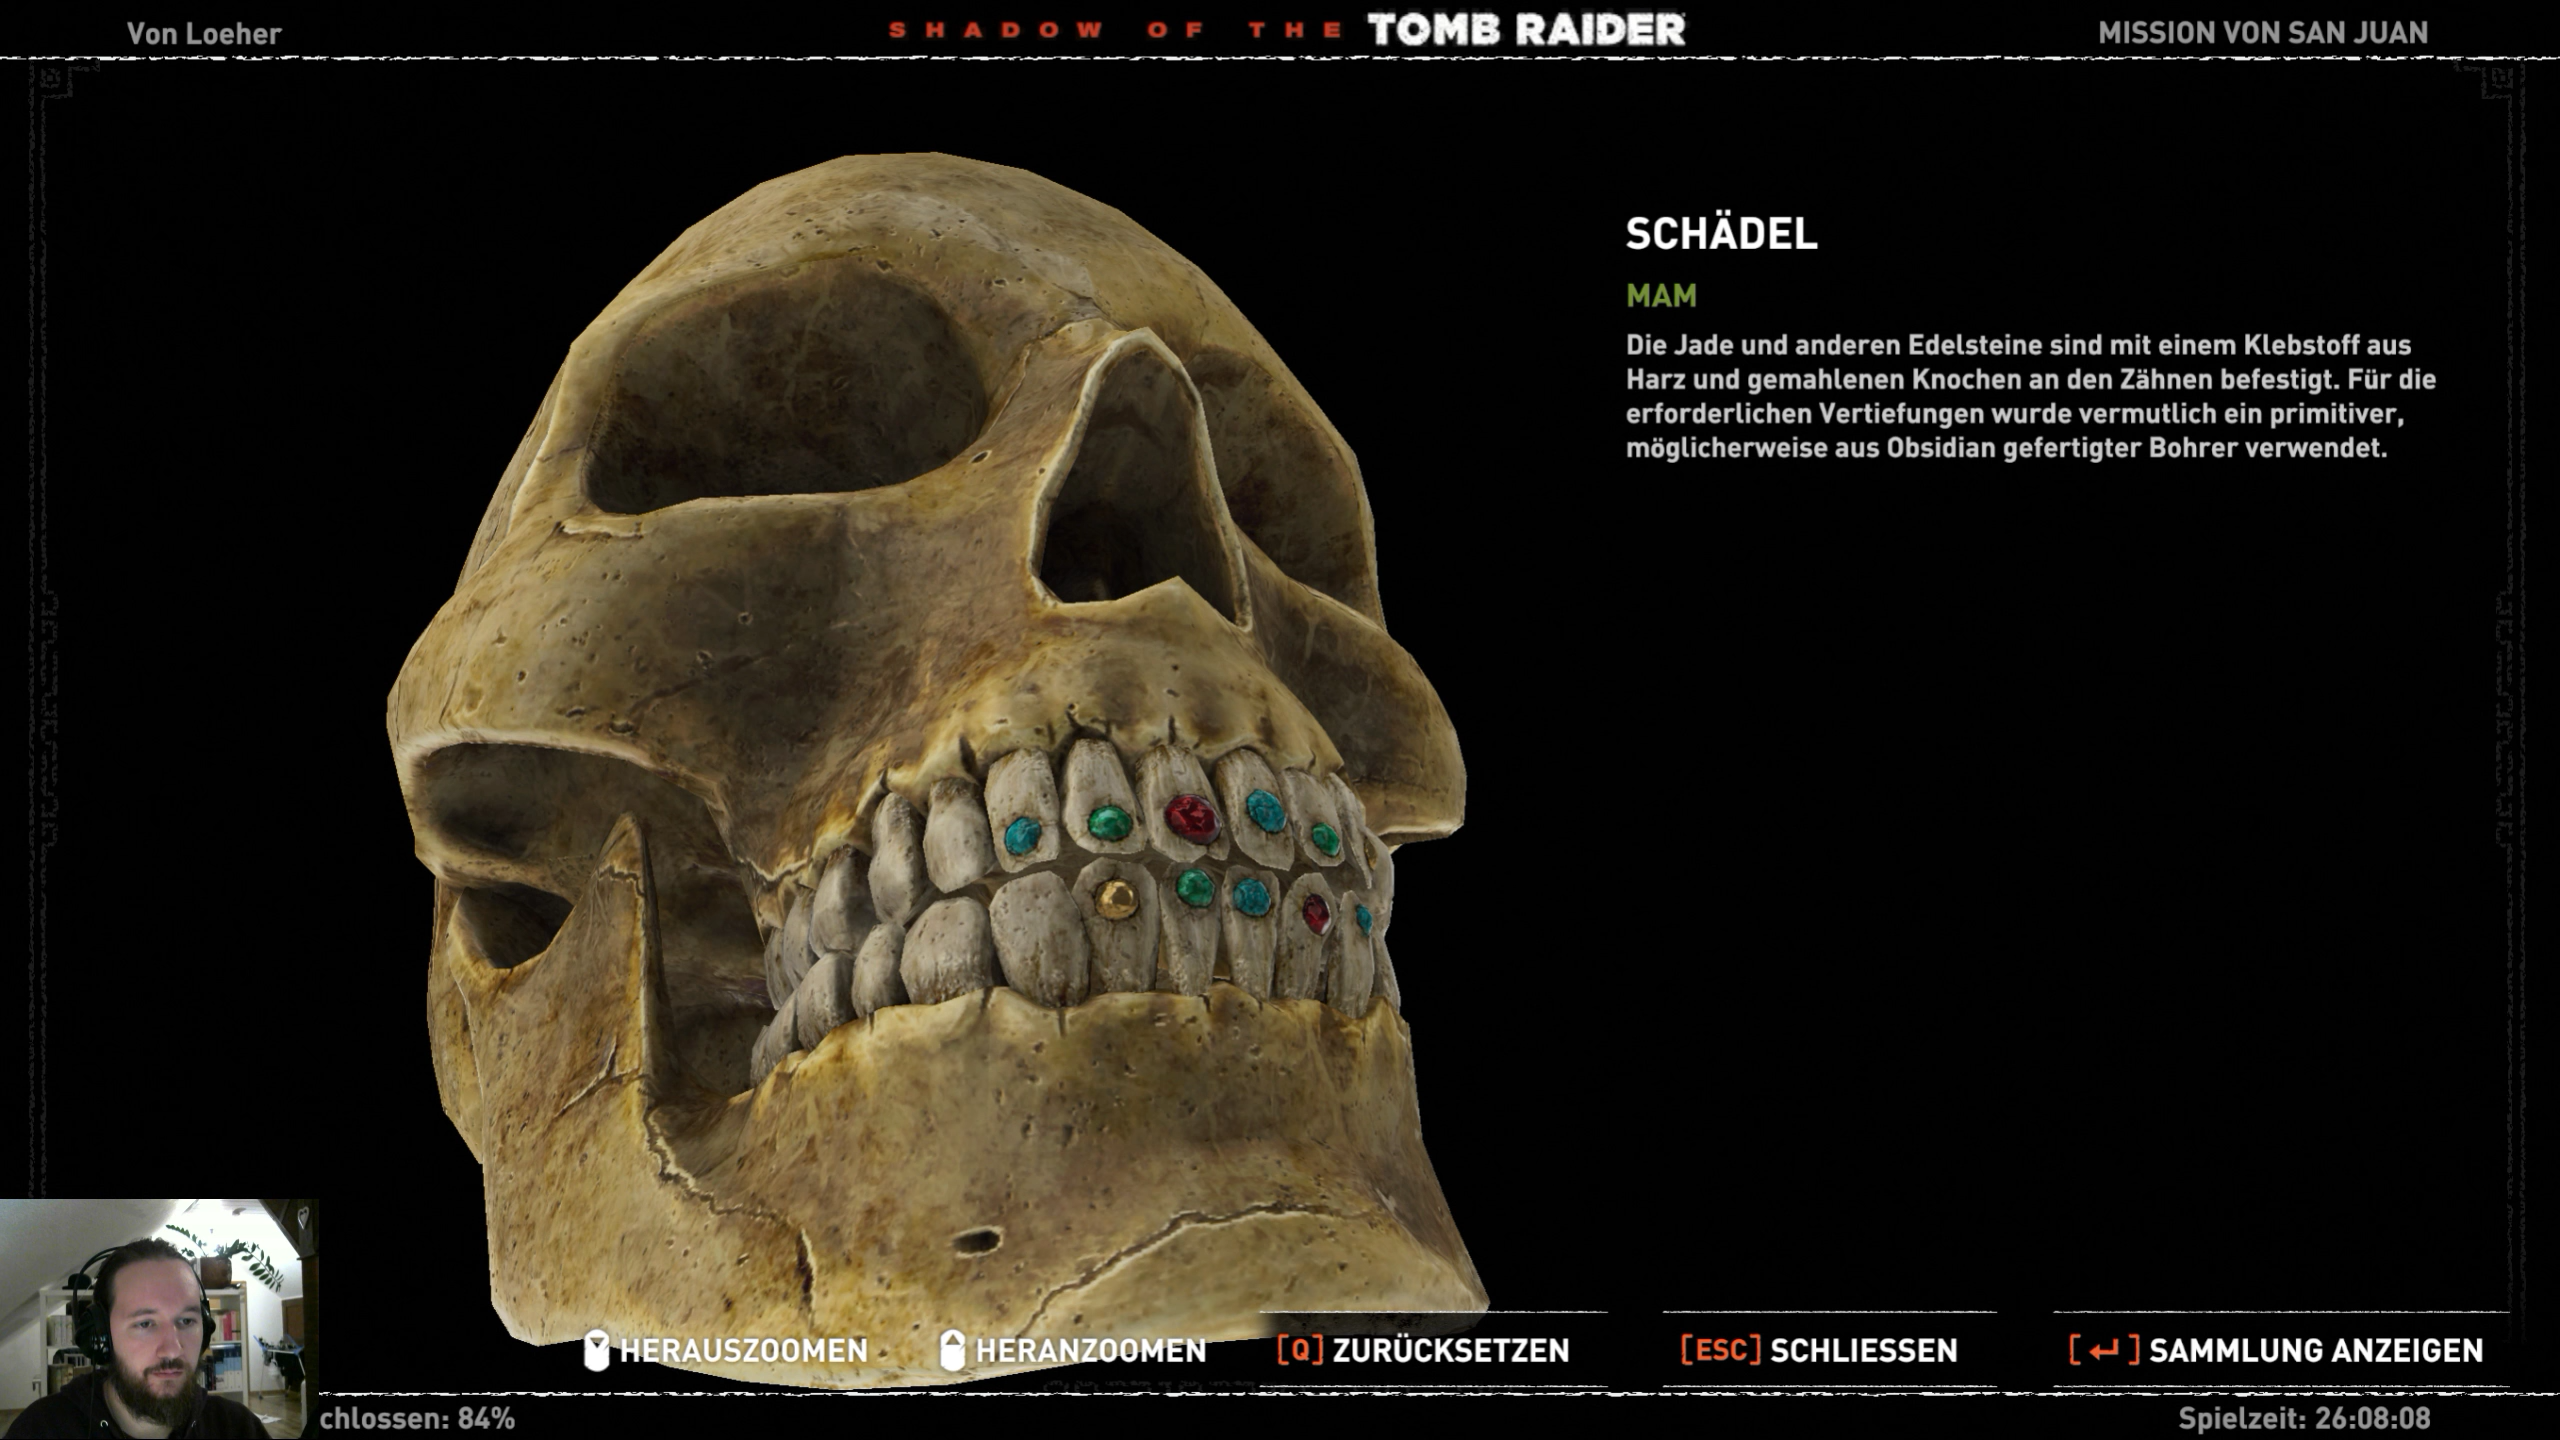 Von Loeher
SHADOW OF THE TOMB RAIDER
MISSION VON SAN JUAN
SCHÄDEL
MAM
Die Jade und anderen Edelsteine sind mit einem Klebstoff aus
Harz und gemahlenen Knochen an den Zähnen befestigt. Für die
erforderlichen Vertiefungen wurde vermutlich ein primitiver,
möglicherweise aus Obsidian gefertigter Bohrer verwendet.
HERAUSZOOMEN
HERANZOOMEN
[Q] ZURÜCKSETZEN
[ESC] SCHLIESSEN
[↵] SAMMLUNG ANZEIGEN
chlossen: 84%
Spielzeit: 26:08:08